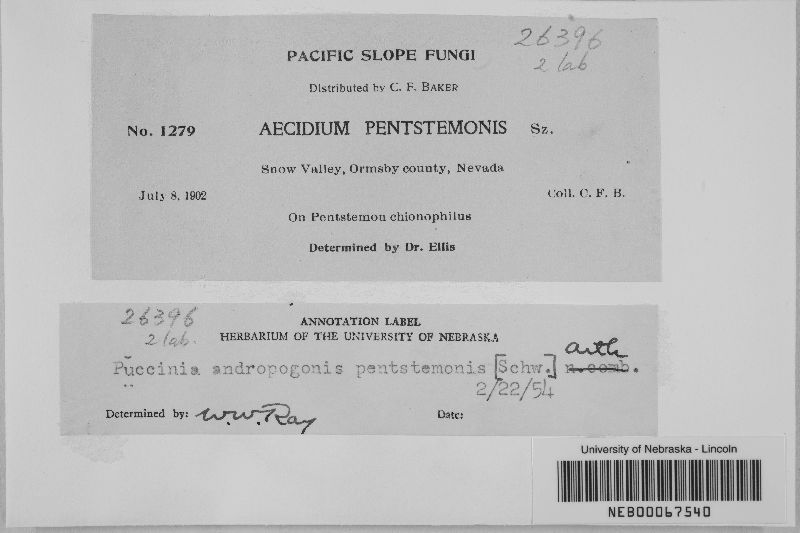 26396
2 lab
PACIFIC SLOPE FUNGI
Distributed by C. F. BAKER
No. 1279 AECIDIUM PENTSTEMONIS Sz.
Snow Valley, Ormsby county, Nevada
July 8, 1902 Coll. C. F. B.
On Pentstemon chionophilus
Determined by Dr. Ellis
26396
2 lab.
ANNOTATION LABEL
HERBARIUM OF THE UNIVERSITY OF NEBRASKA
Arth
Puccinia andropogonis pentstemonis [Schw.] n.comb.
2/22/54
Determined by: W.W. Ray Date:
University of Nebraska - Lincoln
NEB00067540